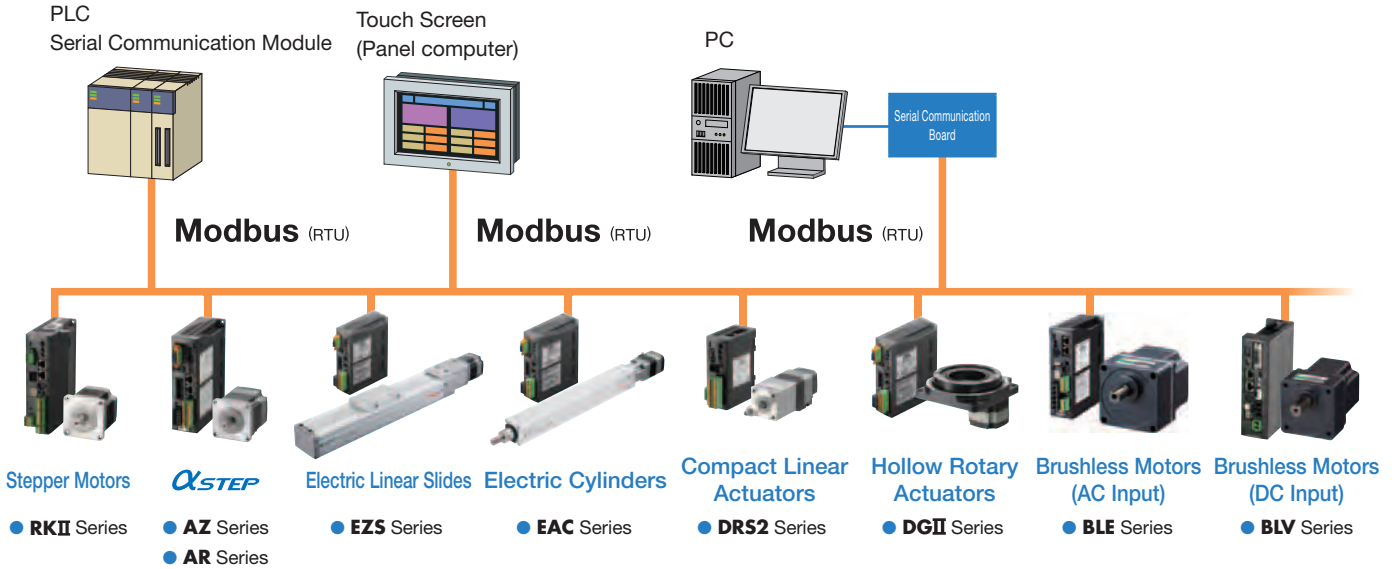 PLC
Serial Communication Module
Touch Screen
(Panel computer)
PC
Serial Communication
Board
Modbus (RTU)
Modbus (RTU)
Modbus (RTU)
Stepper Motors
αSTEP
Electric Linear Slides
Electric Cylinders
Compact Linear
Actuators
Hollow Rotary
Actuators
Brushless Motors
(AC Input)
Brushless Motors
(DC Input)
● RKII Series
● AZ Series
● AR Series
● EZS Series
● EAC Series
● DRS2 Series
● DGII Series
● BLE Series
● BLV Series